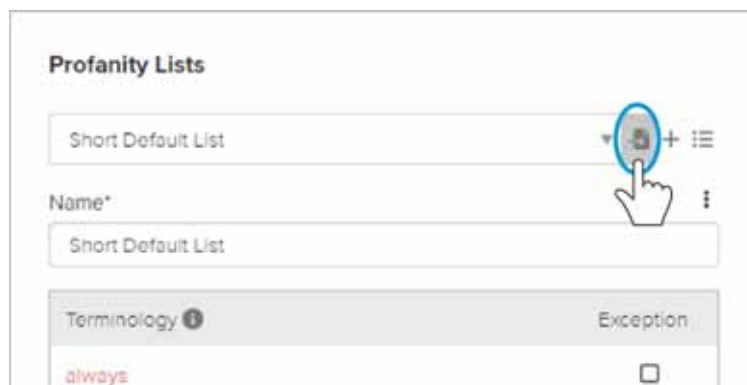 Profanity Lists
Short Default List
Name*
Short Default List
Terminology Exception
always